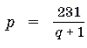 p = 231 / (q + 1)